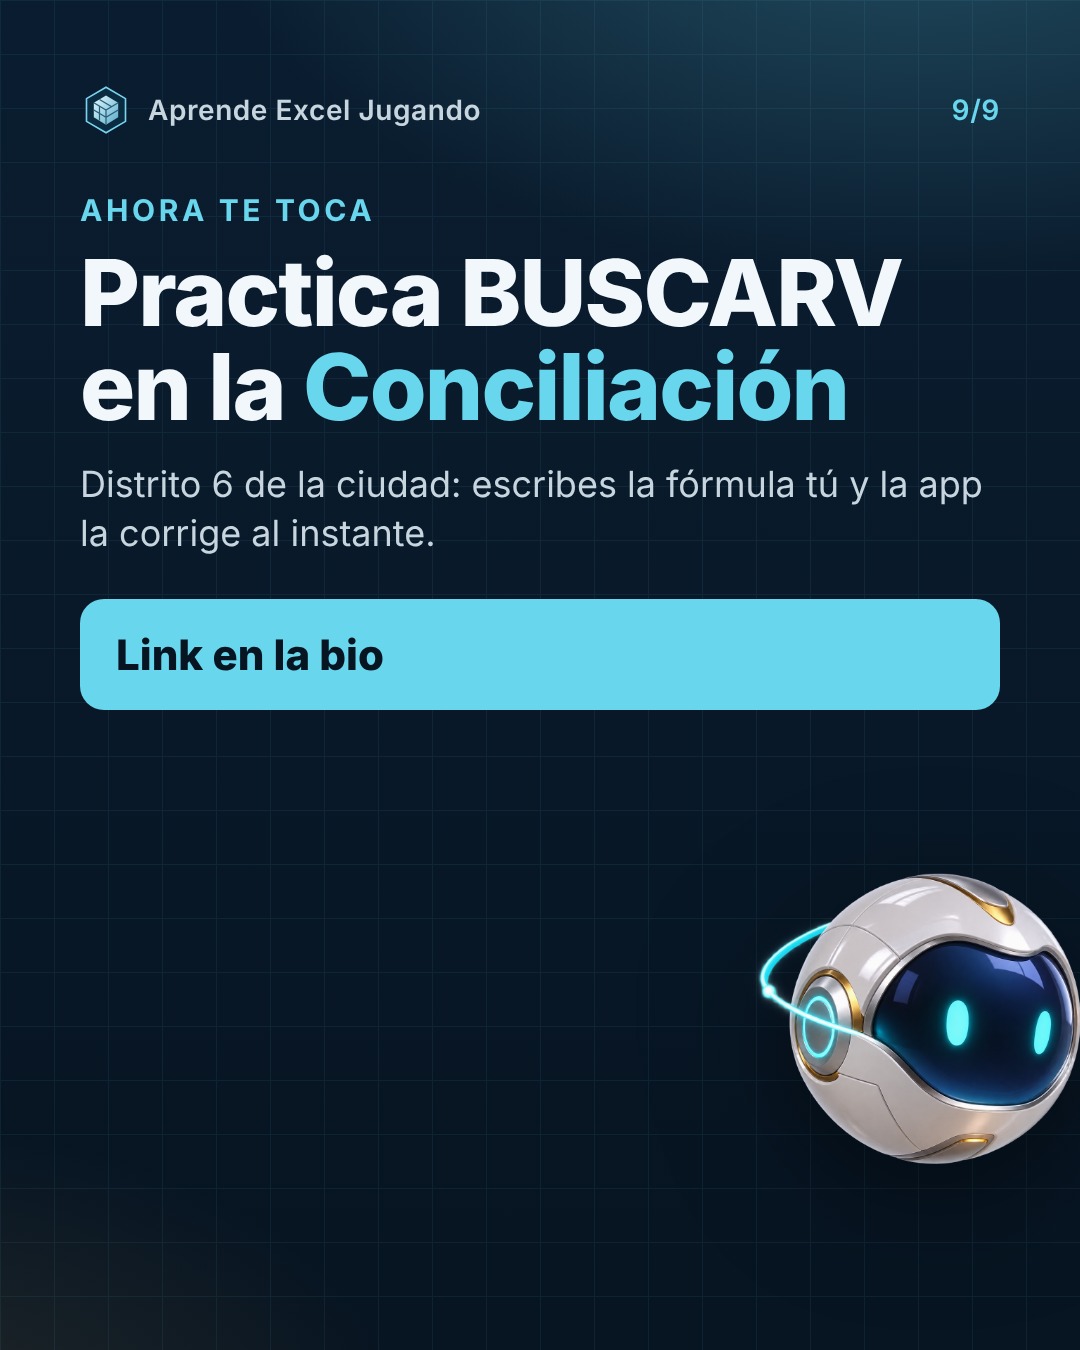 Aprende Excel Jugando
9/9
AHORA TE TOCA
Practica BUSCARV
en la Conciliación
Distrito 6 de la ciudad: escribes la fórmula tú y la app
la corrige al instante.
Link en la bio